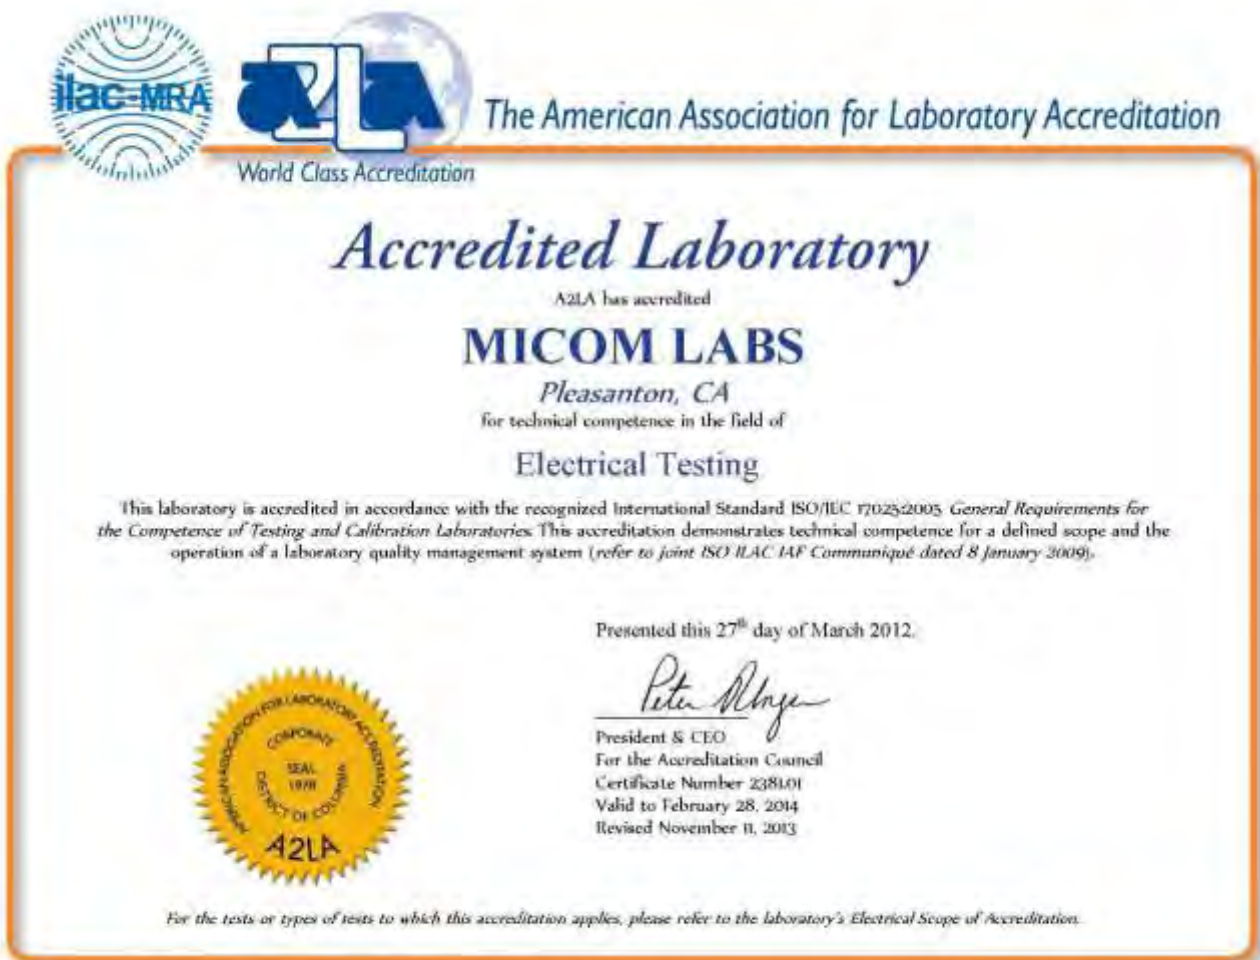 ilac-MRA
A2LA
The American Association for Laboratory Accreditation
World Class Accreditation
Accredited Laboratory
A2LA has accredited
MICOM LABS
Pleasanton, CA
for technical competence in the field of
Electrical Testing
This laboratory is accredited in accordance with the recognized International Standard ISO/IEC 17025:2005 General Requirements for
the Competence of Testing and Calibration Laboratories. This accreditation demonstrates technical competence for a defined scope and the
operation of a laboratory quality management system (refer to joint ISO-ILAC-IAF Communiqué dated 8 January 2009).
Presented this 27th day of March 2012.
Peter Unger
President & CEO
For the Accreditation Council
Certificate Number 2381.01
Valid to February 28, 2014
Revised November 11, 2013
AMERICAN ASSOCIATION FOR LABORATORY ACCREDITATION
CORPORATE
SEAL
1978
DISTRICT OF COLUMBIA
A2LA
For the tests or types of tests to which this accreditation applies, please refer to the laboratory's Electrical Scope of Accreditation.